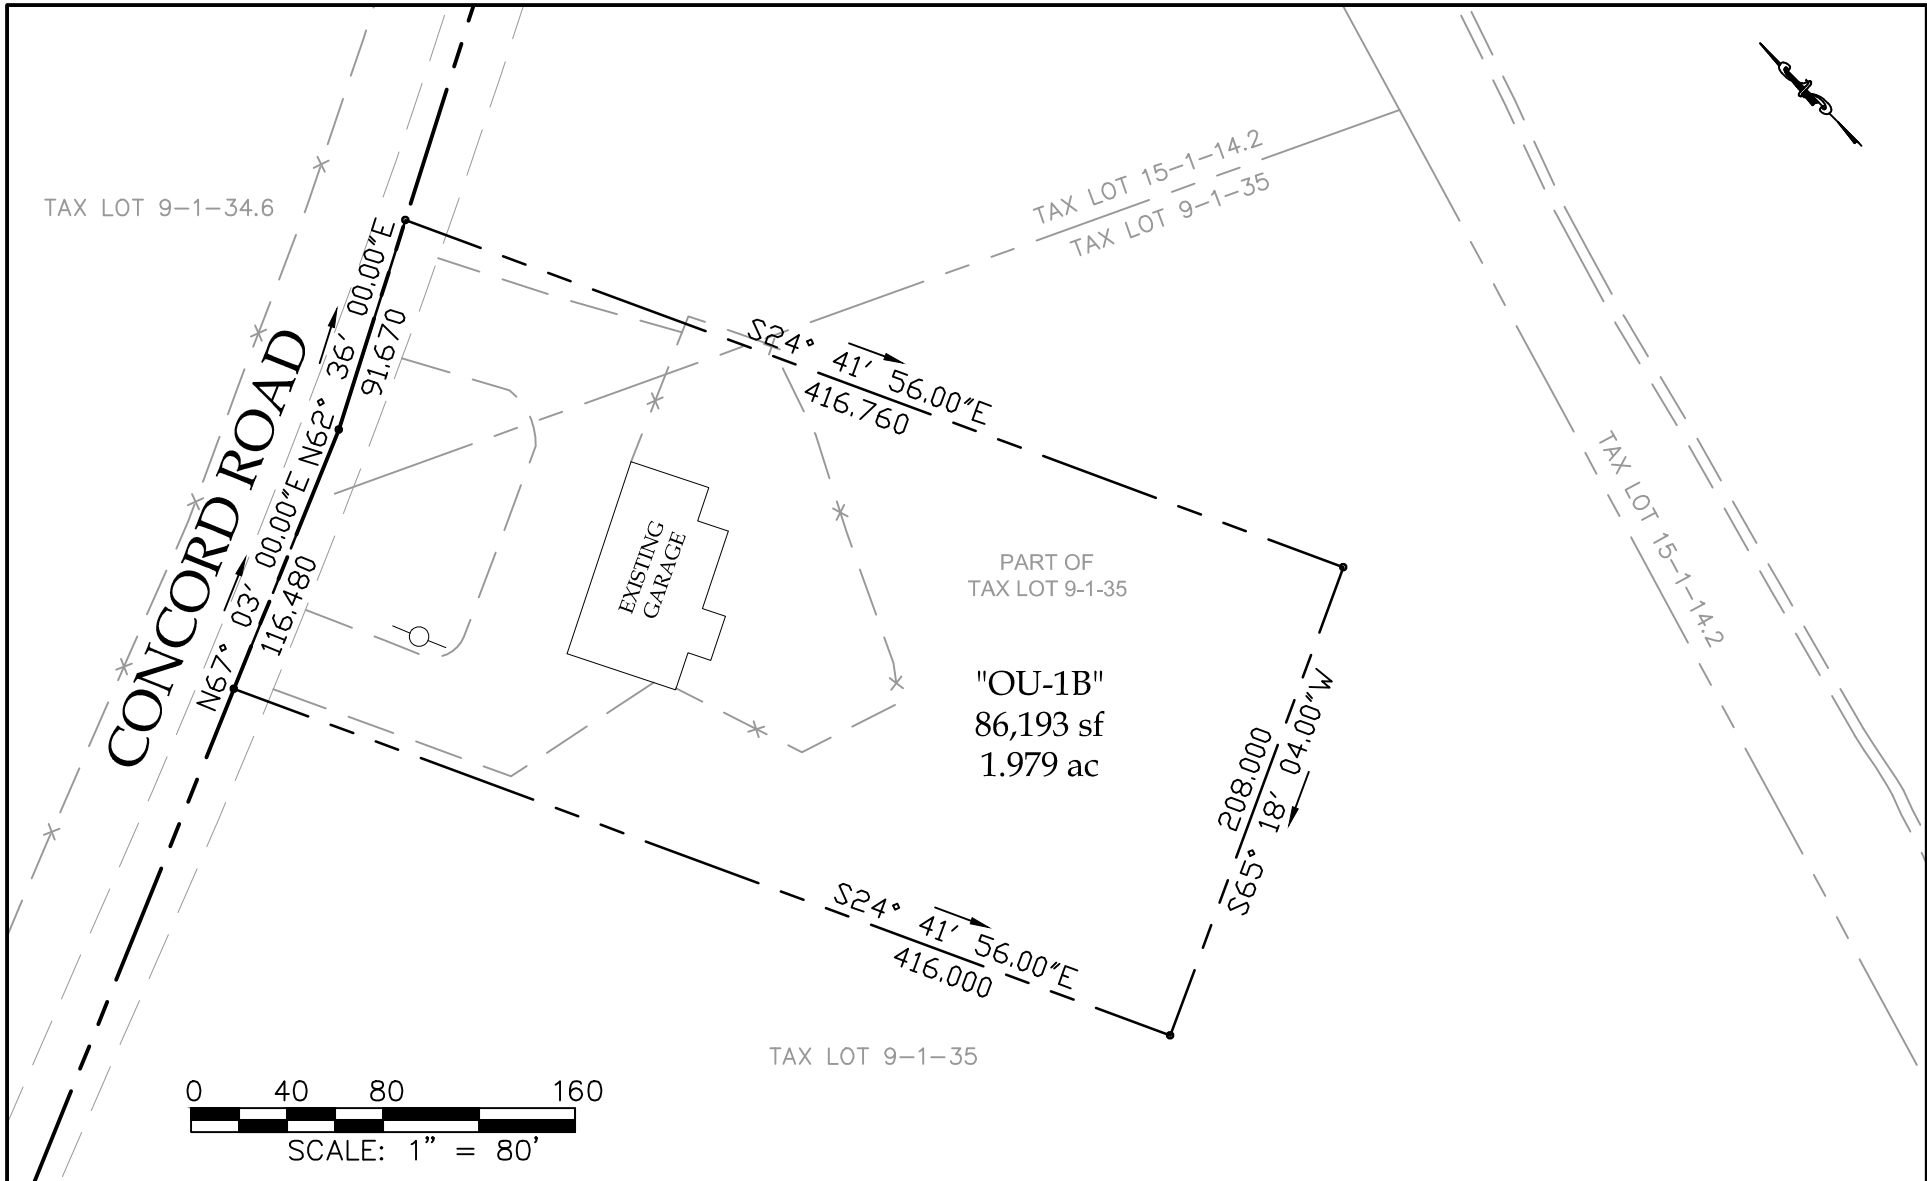 TAX LOT 9-1-34.6
TAX LOT 15-1-14.2
TAX LOT 9-1-35
CONCORD ROAD
N62° 36' 00.00"E
91.670
N67° 03' 00.00"E
116.480
S24° 41' 56.00"E
416.760
EXISTING
GARAGE
PART OF
TAX LOT 9-1-35
"OU-1B"
86,193 sf
1.979 ac
208.000
S65° 18' 04.00"W
TAX LOT 15-1-14.2
S24° 41' 56.00"E
416.000
TAX LOT 9-1-35
0 40 80 160
SCALE: 1" = 80'